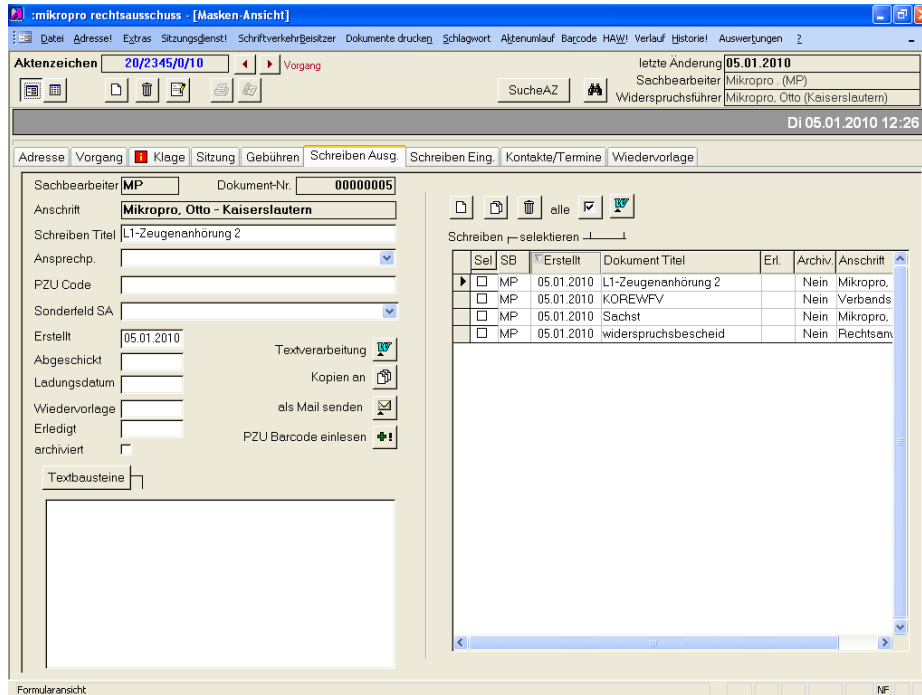 :mikropro rechtsausschuss - [Masken-Ansicht]
Datei Adresse! Extras Sitzungsdienst! SchriftverkehrBeisitzer Dokumente drucken Schlagwort Aktenumlauf Barcode HAW! Verlauf Historie! Auswertungen ?
Aktenzeichen 20/2345/0/10 Vorgang
letzte Änderung 05.01.2010
Sachbearbeiter Mikropro . (MP)
SucheAZ
Widerspruchsführer Mikropro, Otto (Kaiserslautern)
Di 05.01.2010 12:26
Adresse Vorgang Klage Sitzung Gebühren Schreiben Ausg. Schreiben Eing. Kontakte/Termine Wiedervorlage
Sachbearbeiter MP Dokument-Nr. 00000005
Anschrift Mikropro, Otto - Kaiserslautern
Schreiben Titel L1-Zeugenanhörung 2
Ansprechp.
PZU Code
Sonderfeld SA
Erstellt 05.01.2010
Abgeschickt
Ladungsdatum
Wiedervorlage
Erledigt
archiviert
Textverarbeitung
Kopien an
als Mail senden
PZU Barcode einlesen
Textbausteine
alle
Schreiben selektieren
Sel SB Erstellt Dokument Titel Erl. Archiv. Anschrift
MP 05.01.2010 L1-Zeugenanhörung 2 Nein Mikropro,
MP 05.01.2010 KOREWFV Nein Verbands
MP 05.01.2010 Sachst Nein Mikropro,
MP 05.01.2010 widerspruchsbescheid Nein Rechtsanw
Formularansicht NF